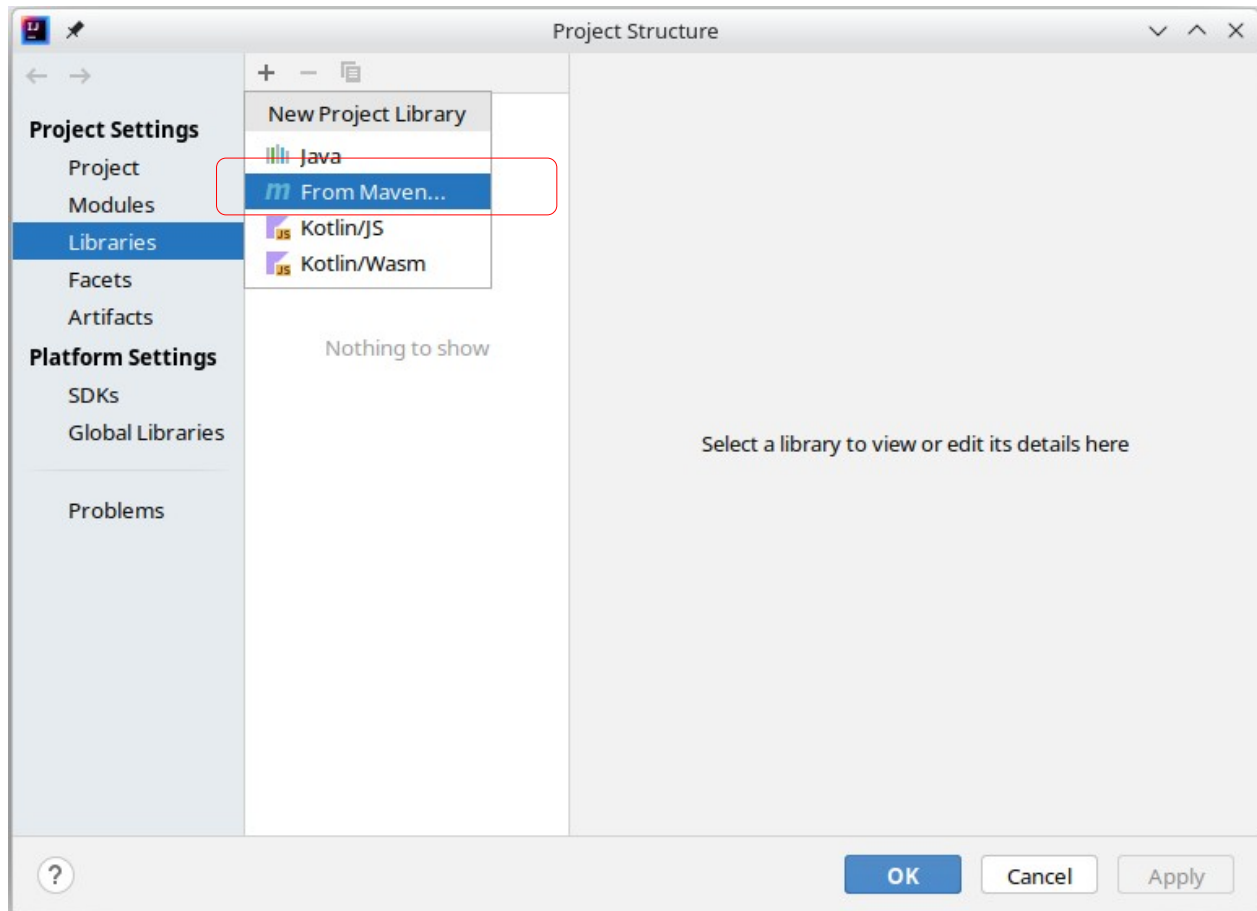 Project Structure
New Project Library
Java
From Maven...
Kotlin/JS
Kotlin/Wasm
Project Settings
Project
Modules
Libraries
Facets
Artifacts
Platform Settings
SDKs
Global Libraries
Problems
Nothing to show
Select a library to view or edit its details here
?
OK
Cancel
Apply